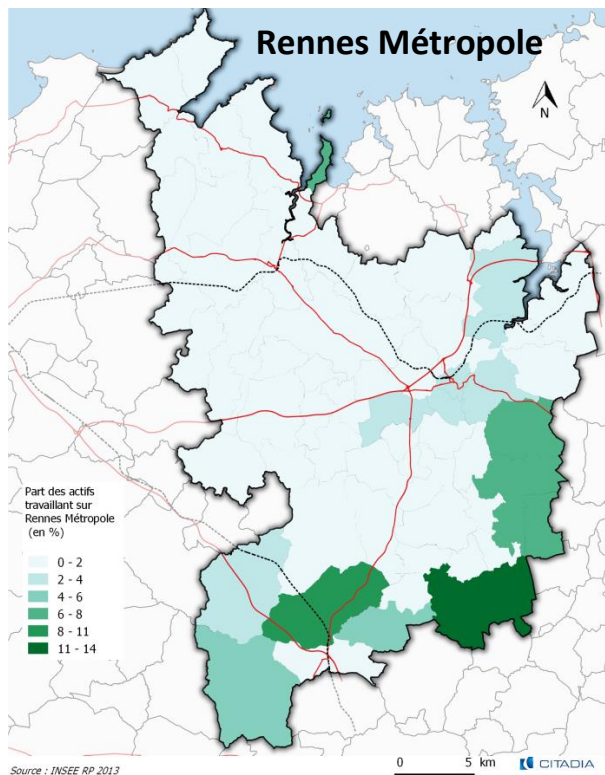 Rennes Métropole
N
Part des actifs
travaillant sur
Rennes Métropole
(en %)
0 - 2
2 - 4
4 - 6
6 - 8
8 - 11
11 - 14
0 5 km
CITADIA
Source : INSEE RP 2013